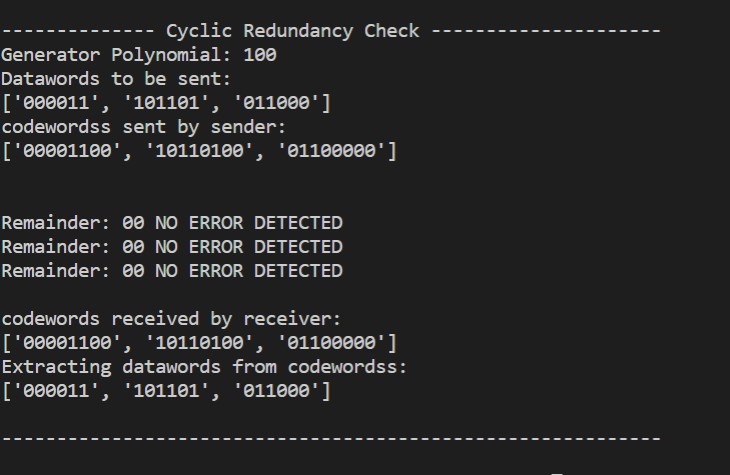 -------------- Cyclic Redundancy Check ---------------------
Generator Polynomial: 100
Datawords to be sent:
['000011', '101101', '011000']
codewordss sent by sender:
['00001100', '10110100', '01100000']
Remainder: 00 NO ERROR DETECTED
Remainder: 00 NO ERROR DETECTED
Remainder: 00 NO ERROR DETECTED
codewords received by receiver:
['00001100', '10110100', '01100000']
Extracting datawords from codewordss:
['000011', '101101', '011000']
-------------------------------------------------------------